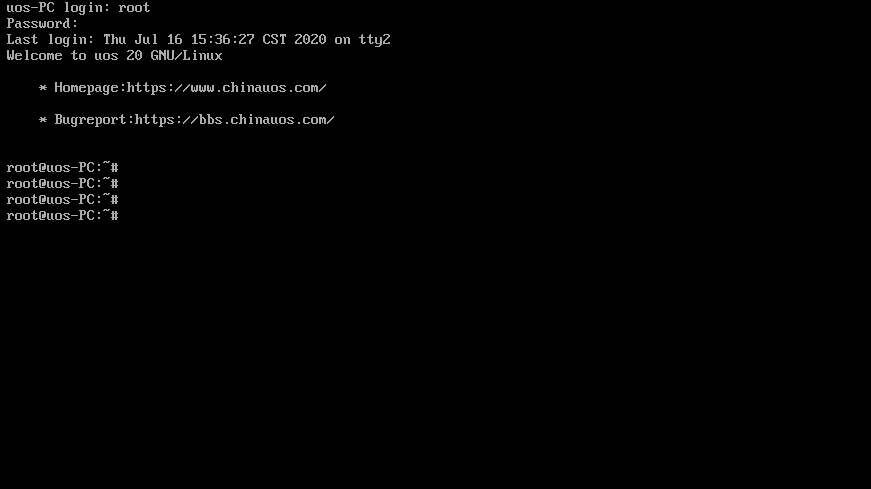 uos-PC login: root
Password:
Last login: Thu Jul 16 15:36:27 CST 2020 on tty2
Welcome to uos 20 GNU/Linux
* Homepage:https://www.chinauos.com/
* Bugreport:https://bbs.chinauos.com/
root@uos-PC:~#
root@uos-PC:~#
root@uos-PC:~#
root@uos-PC:~#